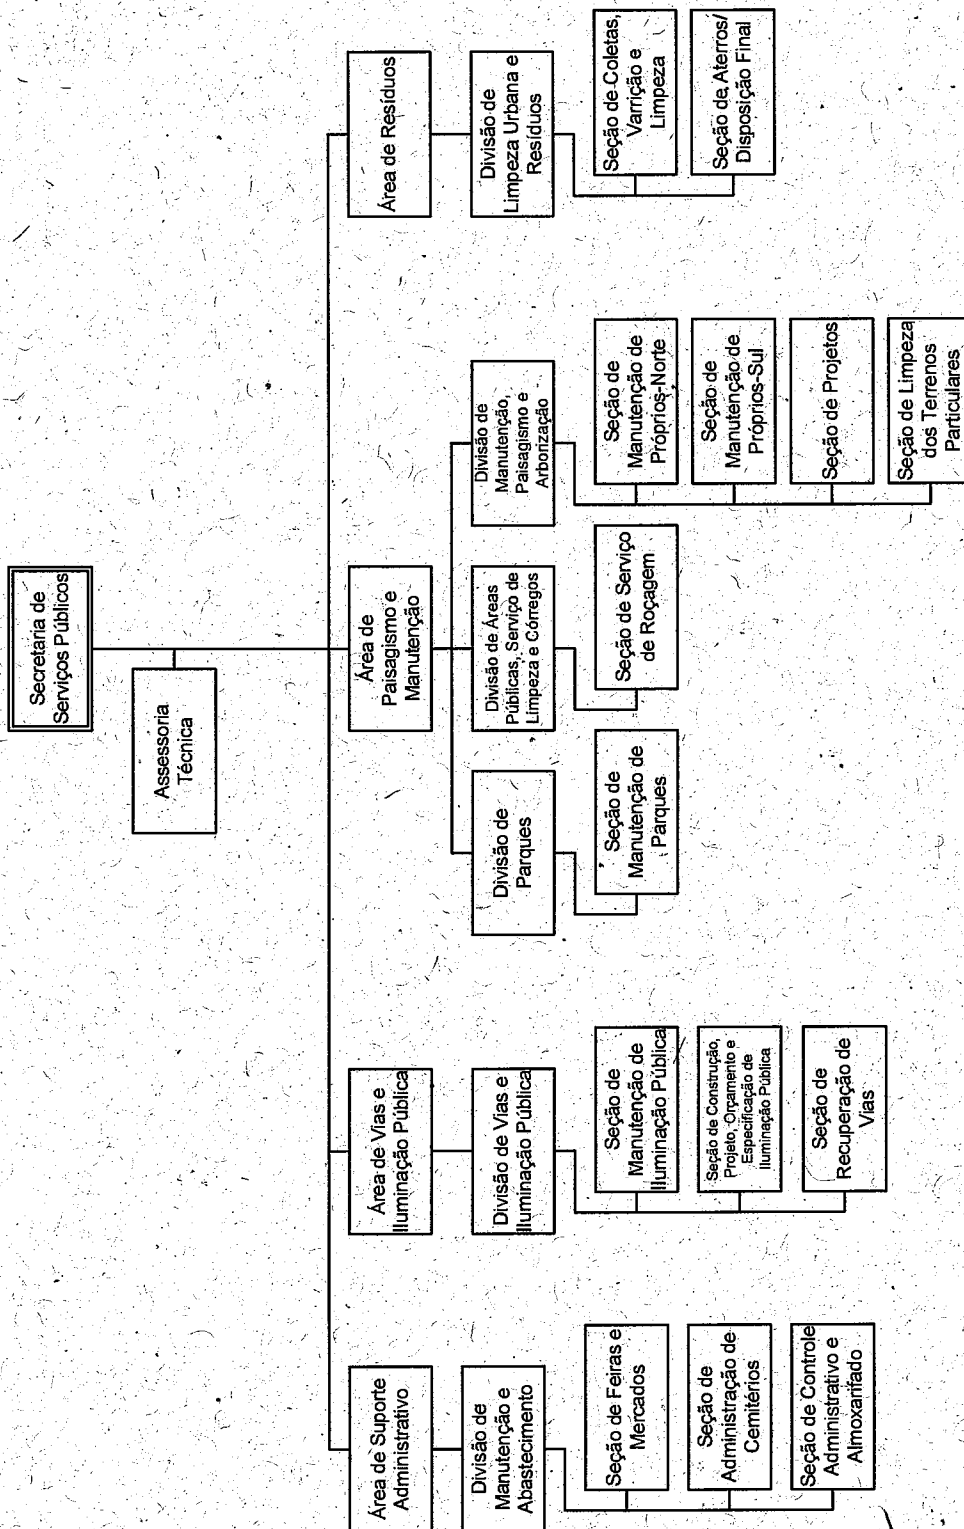 Secretaria de
Serviços Públicos
Assessoria
Técnica
Área de Suporte
Administrativo
Divisão de
Manutenção e
Abastecimento
Seção de Feiras e
Mercados
Seção de
Administração de
Cemitérios
Seção de Controle
Administrativo e
Almoxarifado
Área de Vias e
Iluminação Pública
Divisão de Vias e
Iluminação Pública
Seção de
Manutenção de
Iluminação Pública
Seção de Construção,
Projeto, Orçamento e
Especificação de
Iluminação Pública
Seção de
Recuperação de
Vias
Área de
Paisagismo e
Manutenção
Divisão de
Parques
Seção de
Manutenção de
Parques
Divisão de Áreas
Públicas, Serviço de
Limpeza e Córregos
Seção de Serviço
de Roçagem
Divisão de
Manutenção,
Paisagismo e
Arborização
Seção de
Manutenção de
Próprios-Norte
Seção de
Manutenção de
Próprios-Sul
Seção de Projetos
Seção de Limpeza
dos Terrenos
Particulares
Área de Resíduos
Divisão de
Limpeza Urbana e
Resíduos
Seção de Coletas,
Varrição e
Limpeza
Seção de Aterros/
Disposição Final